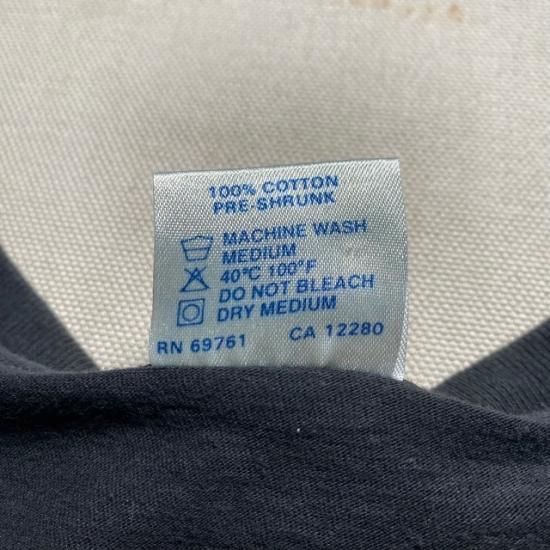 100% COTTON
PRE-SHRUNK
MACHINE WASH
MEDIUM
40°C 100°F
DO NOT BLEACH
DRY MEDIUM
RN 69761 CA 12280